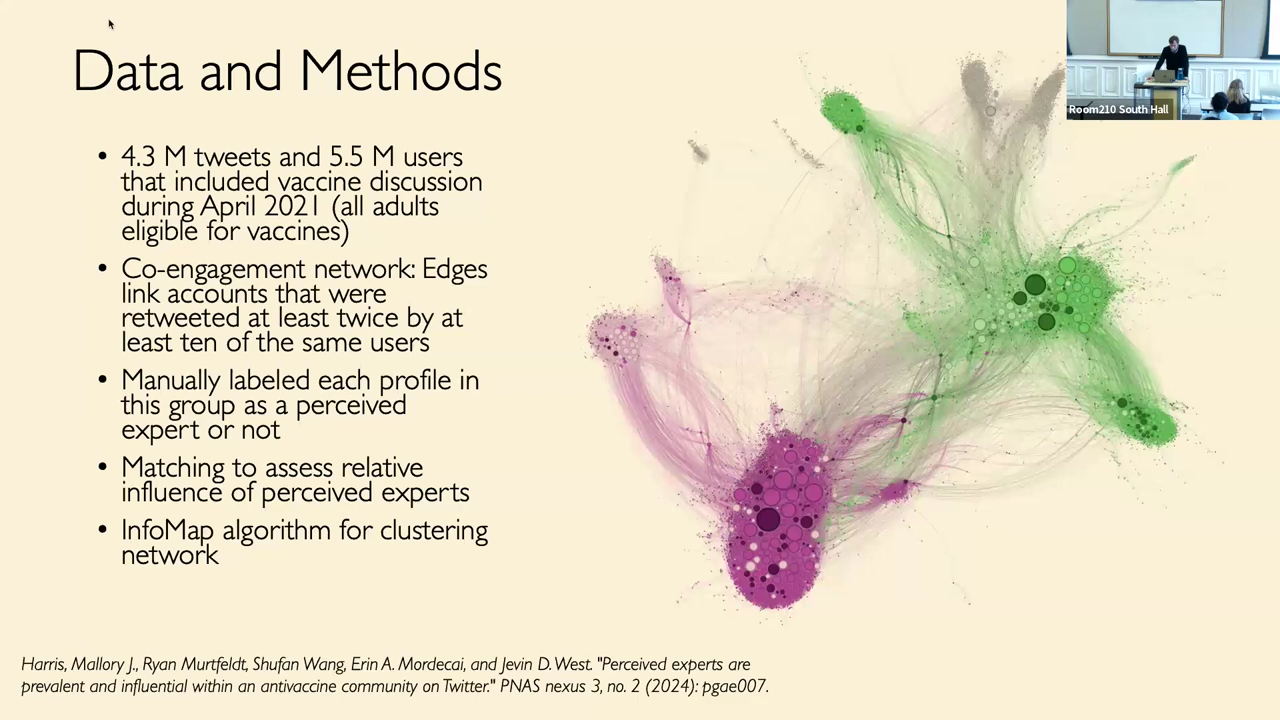 Data and Methods
• 4.3 M tweets and 5.5 M users
that included vaccine discussion
during April 2021 (all adults
eligible for vaccines)
• Co-engagement network: Edges
link accounts that were
retweeted at least twice by at
least ten of the same users
• Manually labeled each profile in
this group as a perceived
expert or not
• Matching to assess relative
influence of perceived experts
• InfoMap algorithm for clustering
network
Harris, Mallory J., Ryan Murtfeldt, Shufan Wang, Erin A. Mordecai, and Jevin D. West. "Perceived experts are
prevalent and influential within an antivaccine community on Twitter." PNAS nexus 3, no. 2 (2024): pgae007.
Room210 South Hall